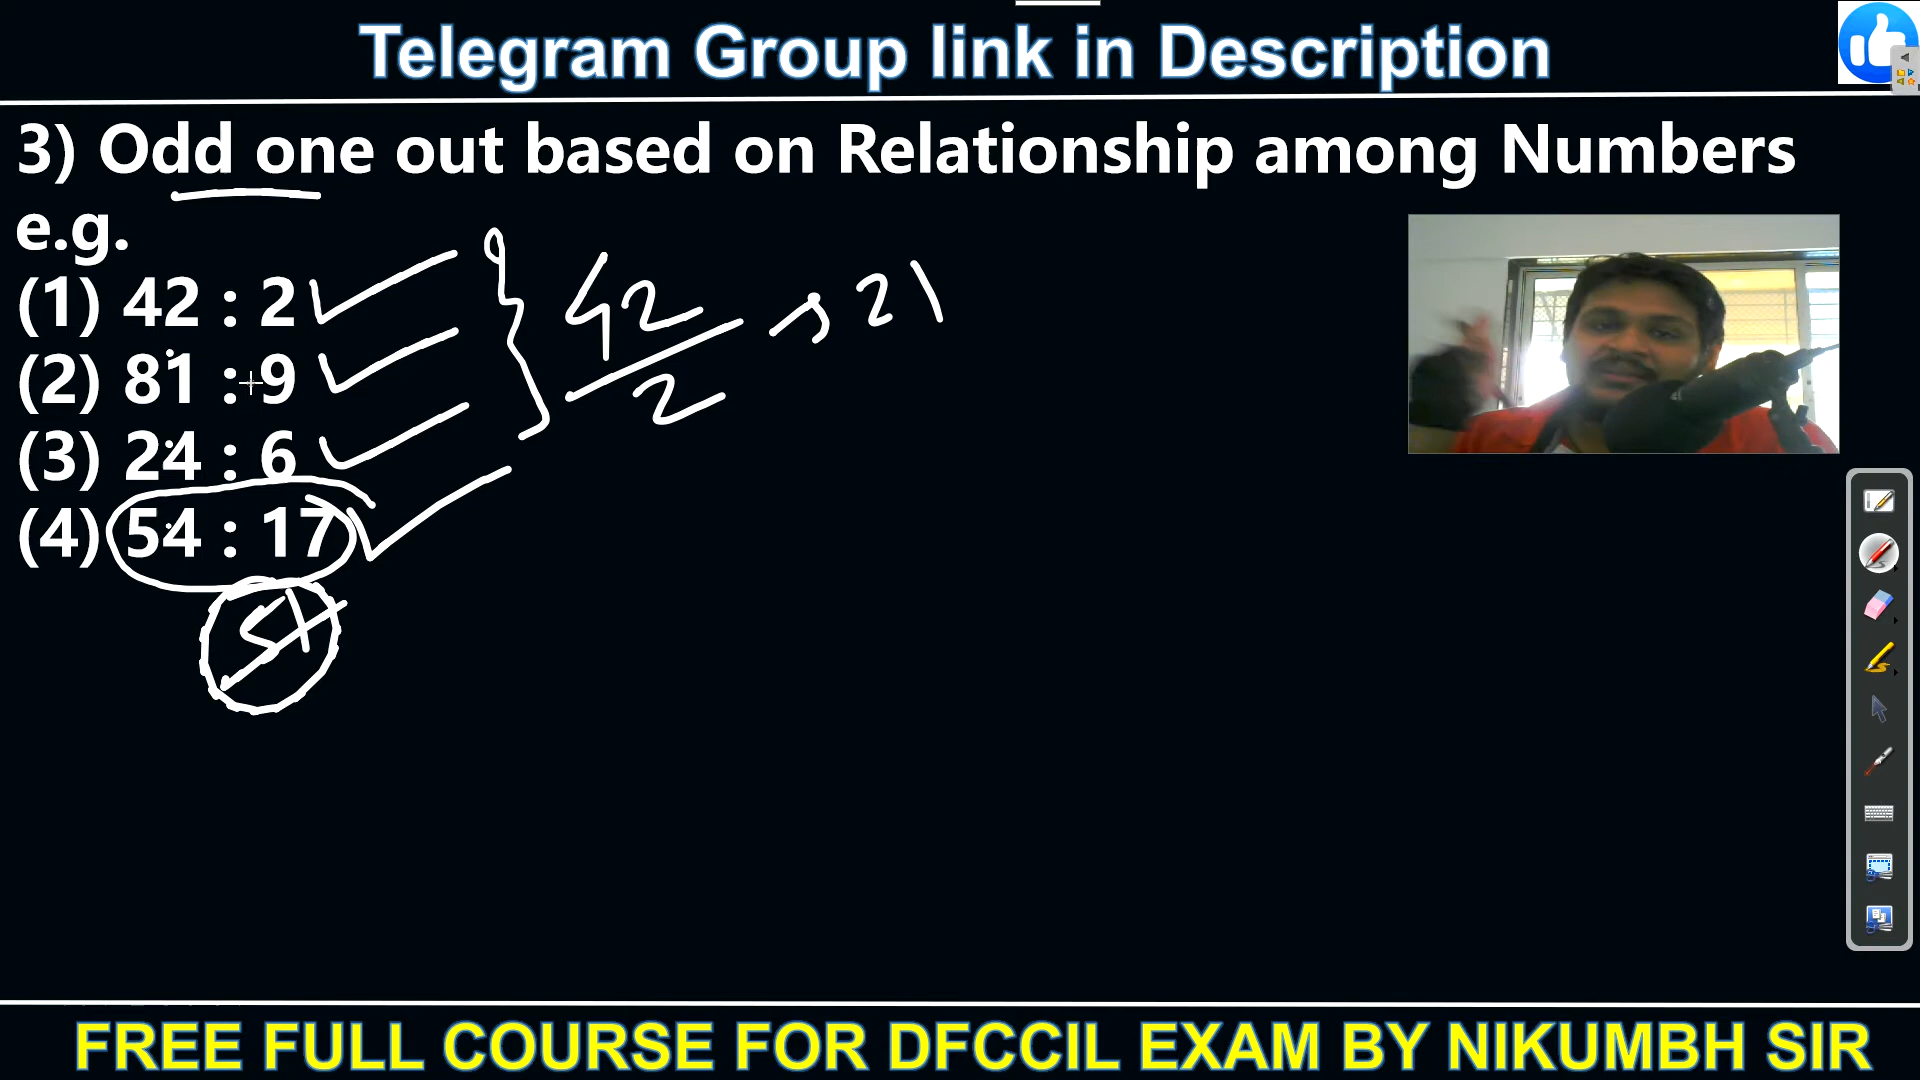 Telegram Group link in Description
3) Odd one out based on Relationship among Numbers
e.g.
(1) 42 : 2
(2) 81 : 9
(3) 24 : 6
(4) 54 : 17
42
2
21
51
FREE FULL COURSE FOR DFCCIL EXAM BY NIKUMBH SIR